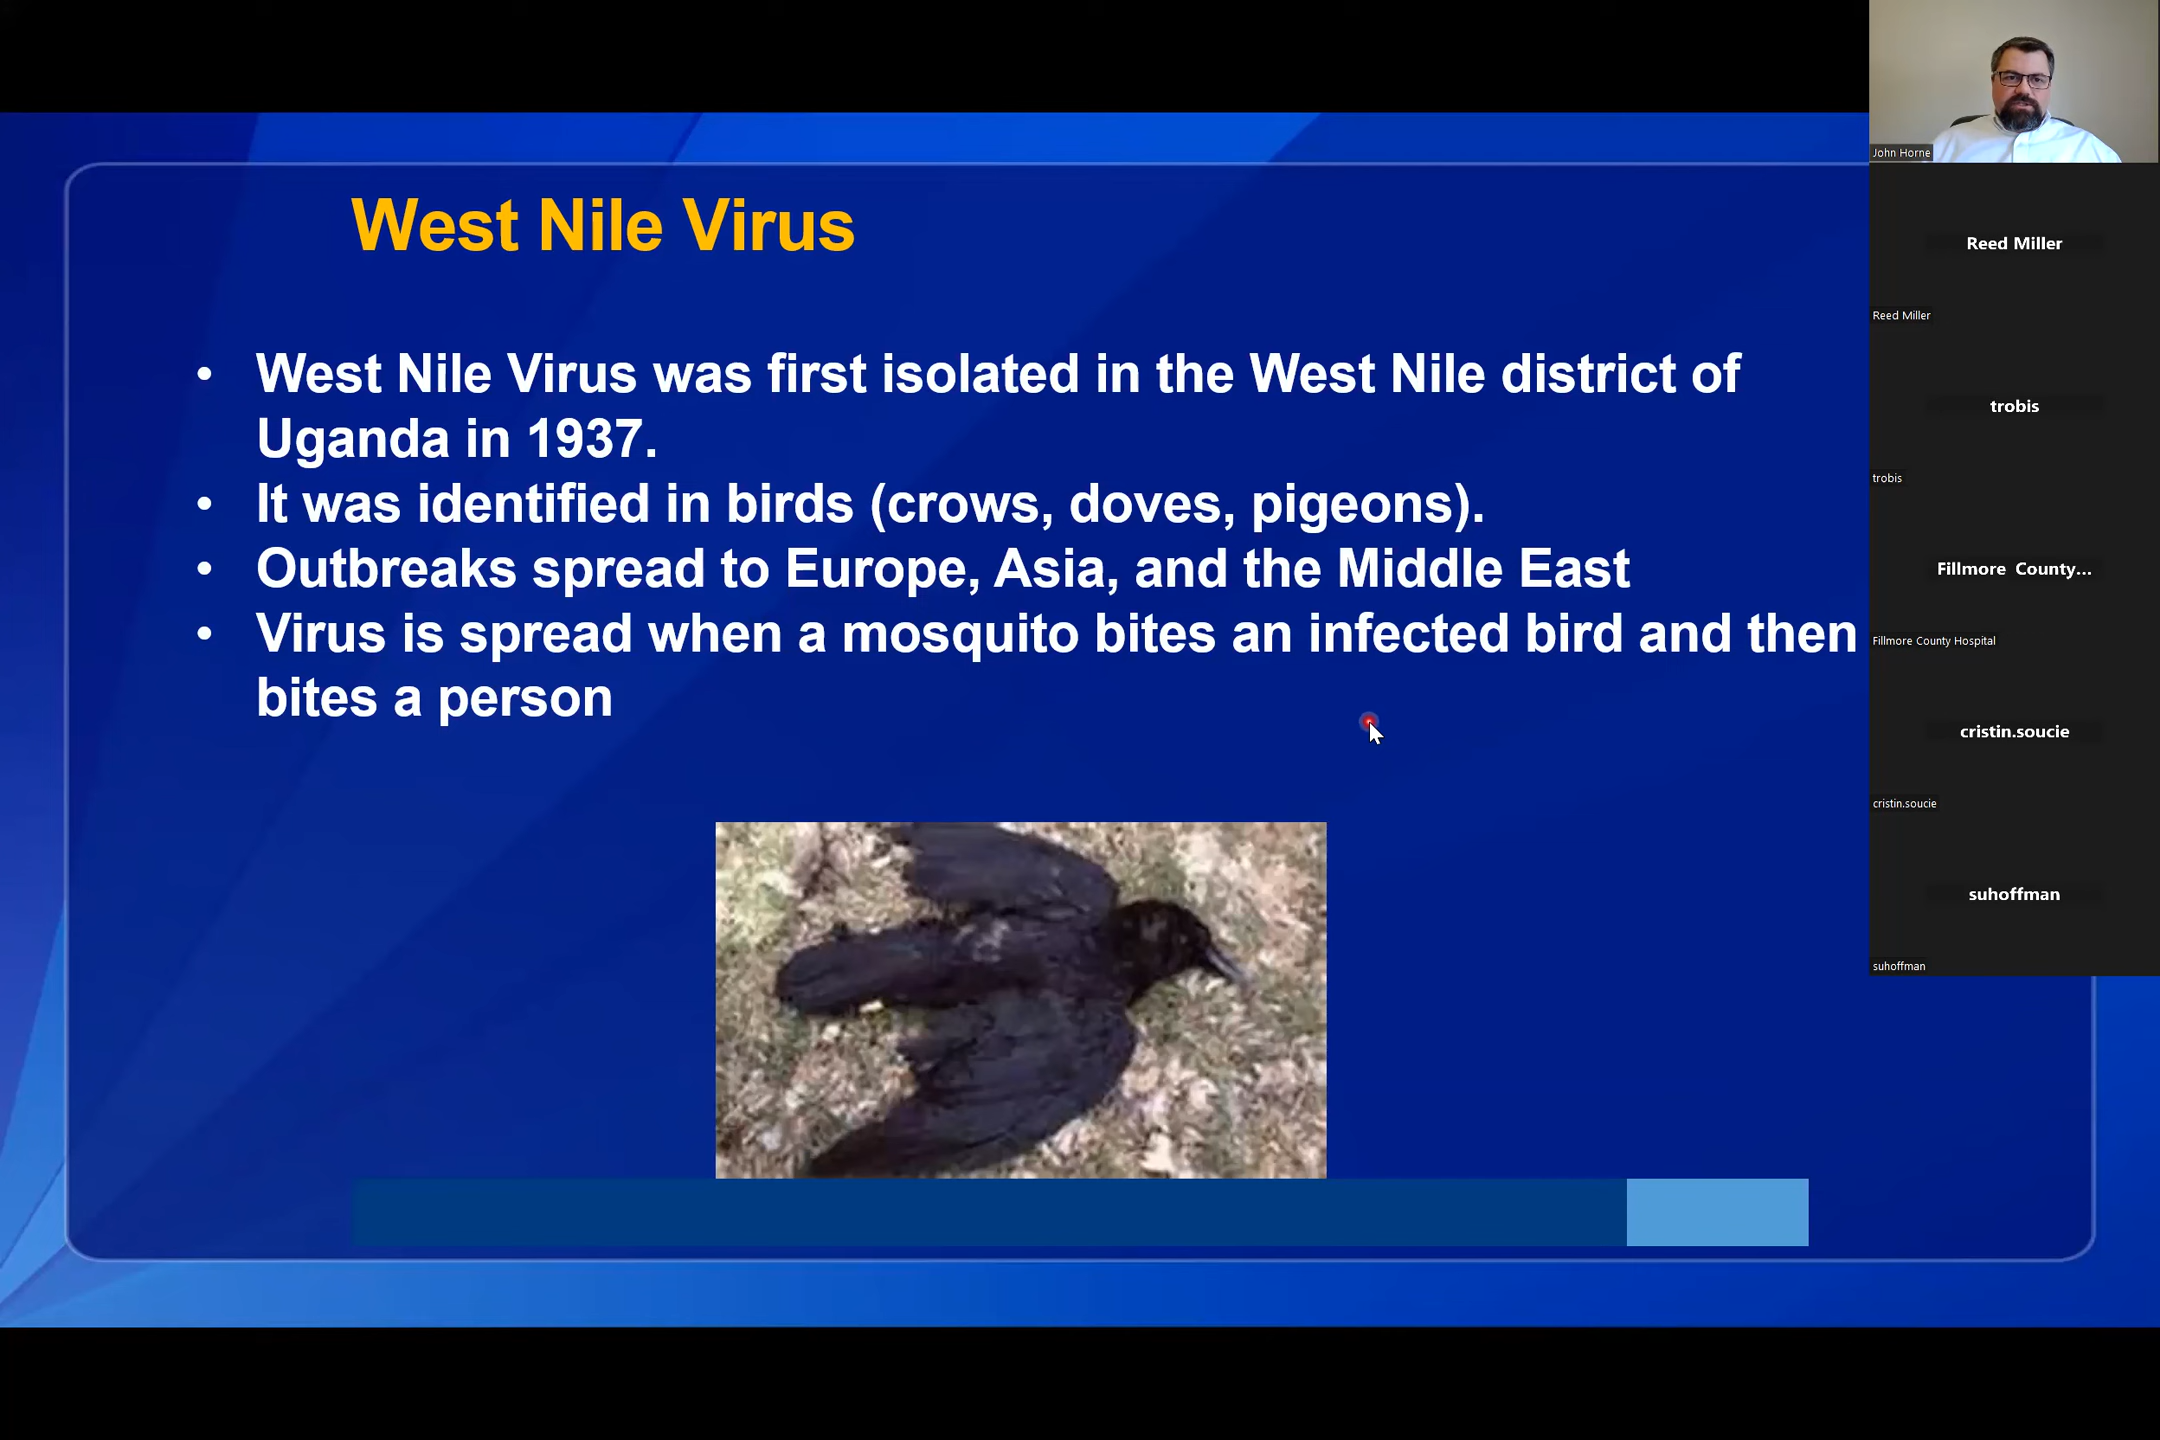 West Nile Virus
• West Nile Virus was first isolated in the West Nile district of
Uganda in 1937.
• It was identified in birds (crows, doves, pigeons).
• Outbreaks spread to Europe, Asia, and the Middle East
• Virus is spread when a mosquito bites an infected bird and then
bites a person
John Horne
Reed Miller
Reed Miller
trobis
trobis
Fillmore County...
Fillmore County Hospital
cristin.soucie
cristin.soucie
suhoffman
suhoffman